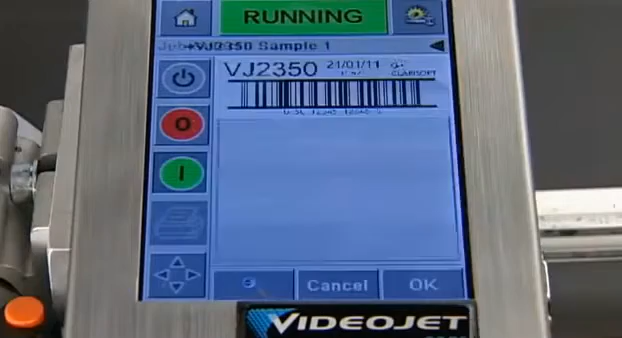 RUNNING
VJ2350 Sample 1
VJ2350 21/01/11
CLARISOFT
O
I
Cancel OK
VIDEOJET